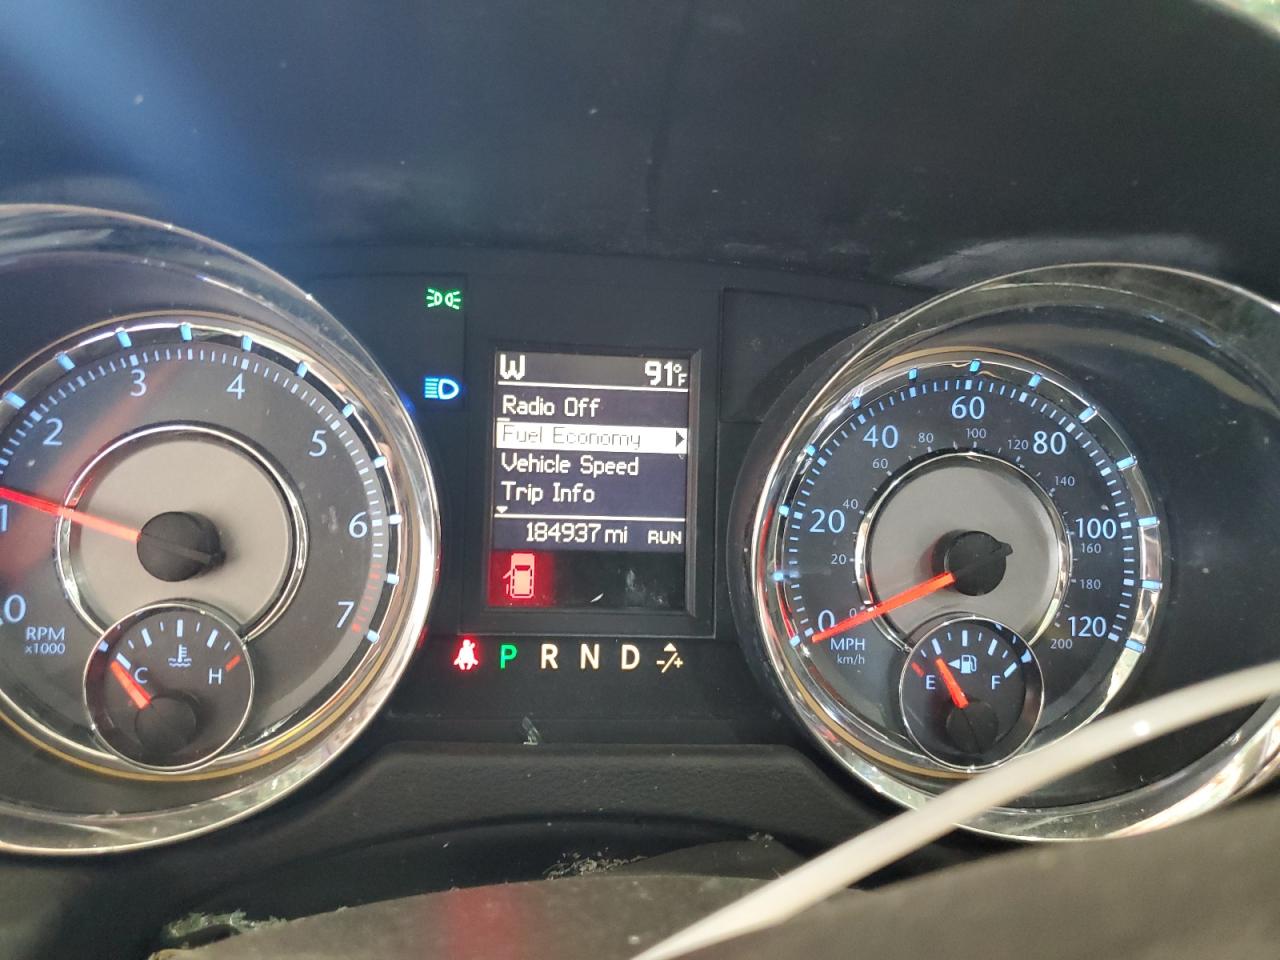 W 91°F
Radio Off
Fuel Economy
Vehicle Speed
Trip Info
184937 mi RUN
P R N D -/+
0 1 2 3 4 5 6 7
RPM
x1000
C H
0 20 40 60 80 100 120
MPH
0 20 40 60 80 100 120 140 160 180 200
km/h
E F